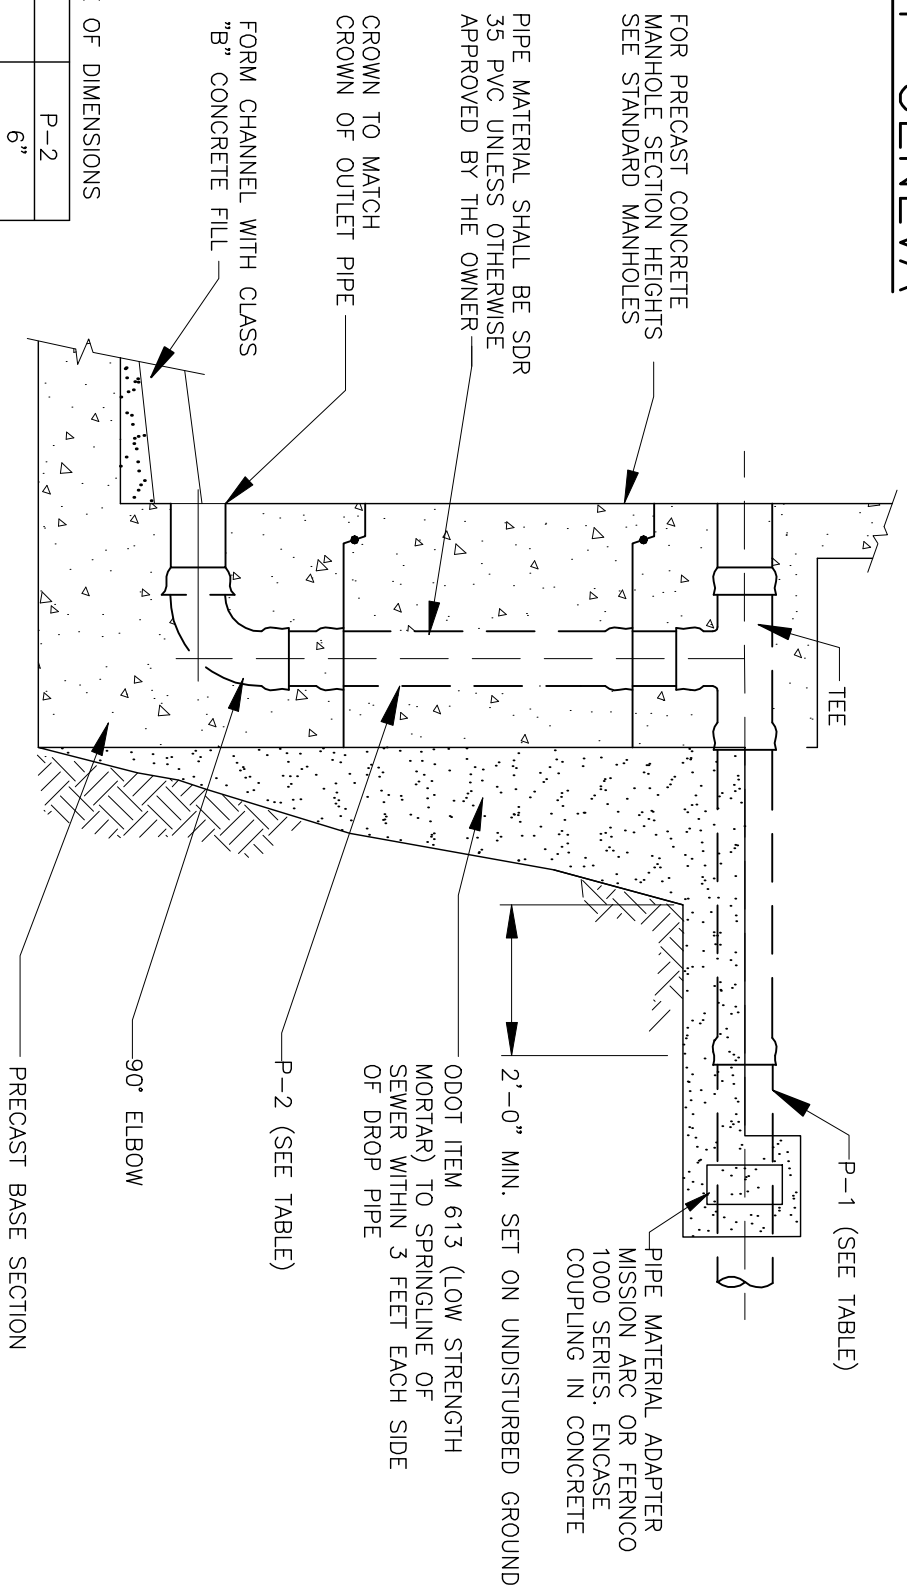 GENEVA
FOR PRECAST CONCRETE
MANHOLE SECTION HEIGHTS
SEE STANDARD MANHOLES
PIPE MATERIAL SHALL BE SDR
35 PVC UNLESS OTHERWISE
APPROVED BY THE OWNER
CROWN TO MATCH
CROWN OF OUTLET PIPE
FORM CHANNEL WITH CLASS
"B" CONCRETE FILL
OF DIMENSIONS
P-2
6"
TEE
P-1 (SEE TABLE)
PIPE MATERIAL ADAPTER
MISSION ARC OR FERNCO
1000 SERIES. ENCASE
COUPLING IN CONCRETE
2'-0" MIN. SET ON UNDISTURBED GROUND
ODOT ITEM 613 (LOW STRENGTH
MORTAR) TO SPRINGLINE OF
SEWER WITHIN 3 FEET EACH SIDE
OF DROP PIPE
P-2 (SEE TABLE)
90° ELBOW
PRECAST BASE SECTION